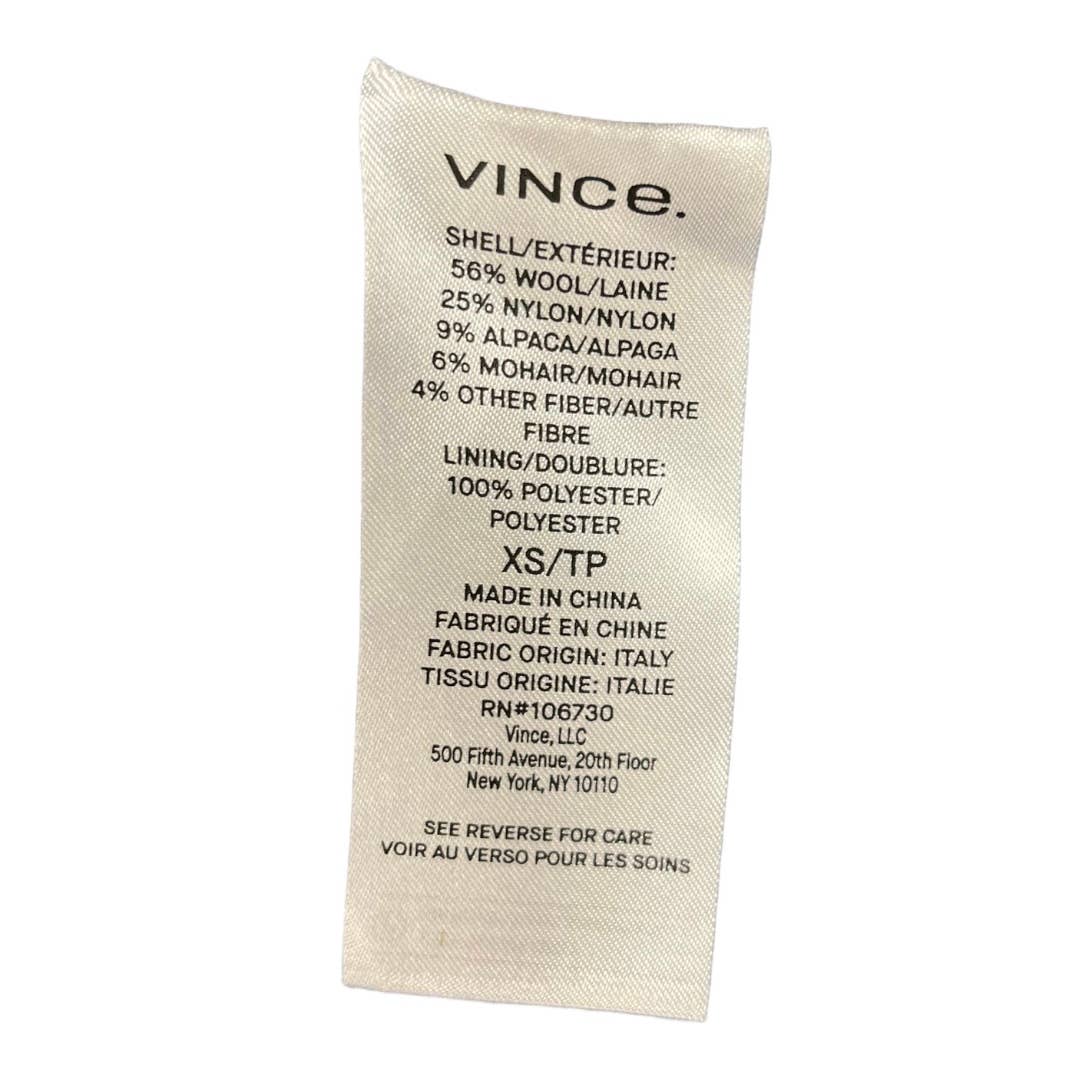 VINCe.
SHELL/EXTÉRIEUR:
56% WOOL/LAINE
25% NYLON/NYLON
9% ALPACA/ALPAGA
6% MOHAIR/MOHAIR
4% OTHER FIBER/AUTRE
FIBRE
LINING/DOUBLURE:
100% POLYESTER/
POLYESTER
XS/TP
MADE IN CHINA
FABRIQUÉ EN CHINE
FABRIC ORIGIN: ITALY
TISSU ORIGINE: ITALIE
RN#106730
Vince, LLC
500 Fifth Avenue, 20th Floor
New York, NY 10110
SEE REVERSE FOR CARE
VOIR AU VERSO POUR LES SOINS